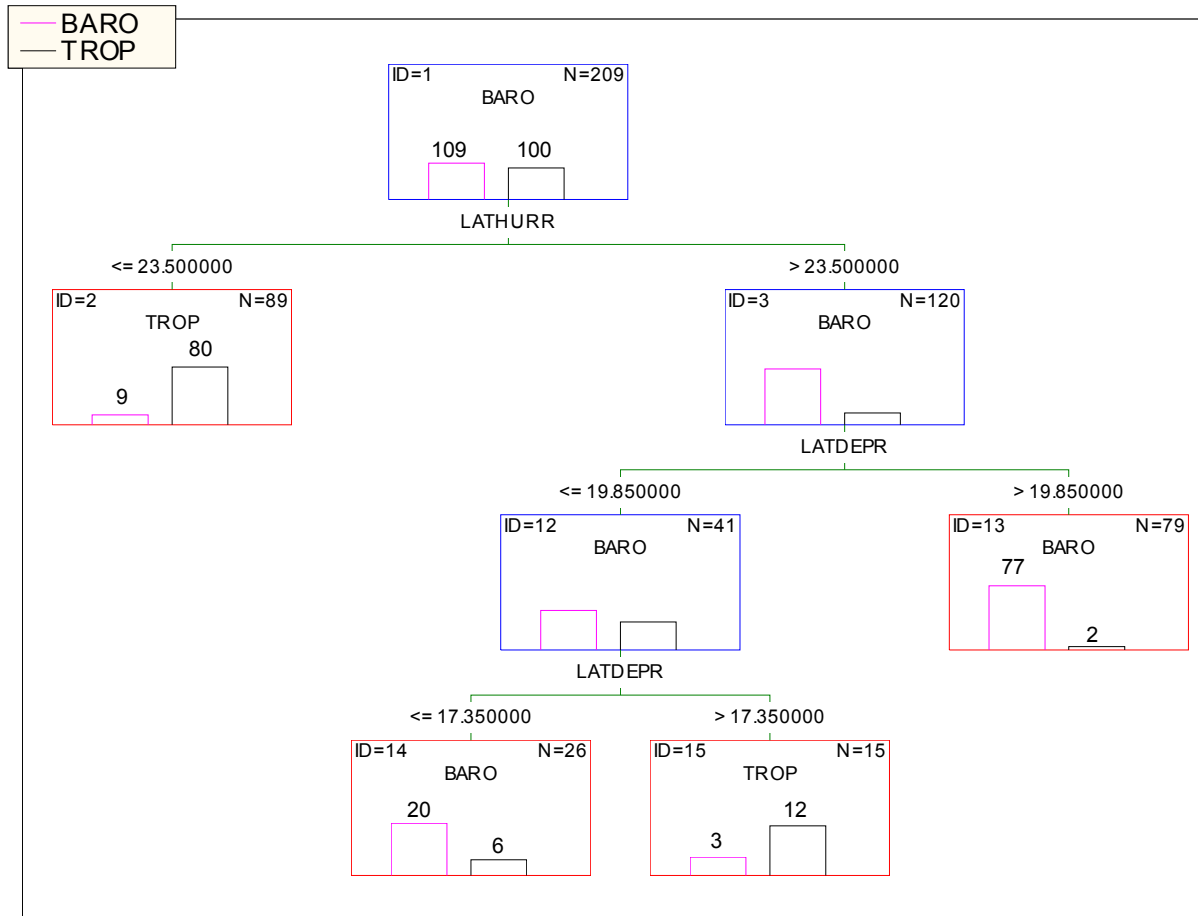 BARO
TROP
ID=1 N=209
BARO
109 100
LATHURR
<= 23.500000 > 23.500000
ID=2 N=89
TROP
80
9
ID=3 N=120
BARO
LATDEPR
<= 19.850000 > 19.850000
ID=12 N=41
BARO
ID=13 N=79
BARO
77
2
LATDEPR
<= 17.350000 > 17.350000
ID=14 N=26
BARO
20
6
ID=15 N=15
TROP
12
3